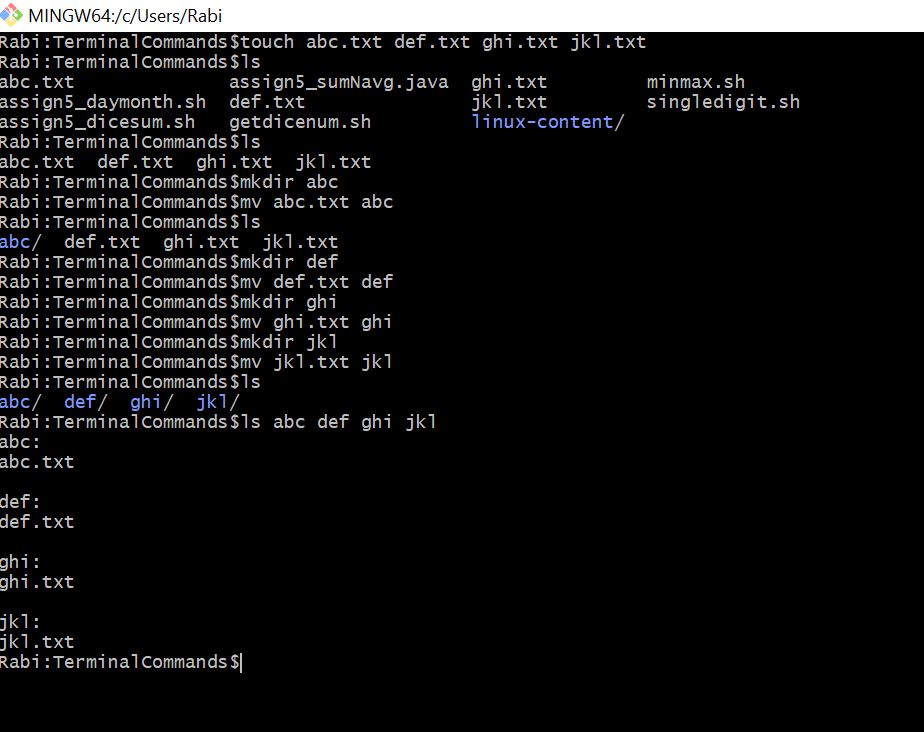 MINGW64:/c/Users/Rabi
Rabi:TerminalCommands$touch abc.txt def.txt ghi.txt jkl.txt
Rabi:TerminalCommands$ls
abc.txt assign5_sumNavg.java ghi.txt minmax.sh
assign5_daymonth.sh def.txt jkl.txt singledigit.sh
assign5_dicesum.sh getdicenum.sh linux-content/
Rabi:TerminalCommands$ls
abc.txt def.txt ghi.txt jkl.txt
Rabi:TerminalCommands$mkdir abc
Rabi:TerminalCommands$mv abc.txt abc
Rabi:TerminalCommands$ls
abc/ def.txt ghi.txt jkl.txt
Rabi:TerminalCommands$mkdir def
Rabi:TerminalCommands$mv def.txt def
Rabi:TerminalCommands$mkdir ghi
Rabi:TerminalCommands$mv ghi.txt ghi
Rabi:TerminalCommands$mkdir jkl
Rabi:TerminalCommands$mv jkl.txt jkl
Rabi:TerminalCommands$ls
abc/ def/ ghi/ jkl/
Rabi:TerminalCommands$ls abc def ghi jkl
abc:
abc.txt
def:
def.txt
ghi:
ghi.txt
jkl:
jkl.txt
Rabi:TerminalCommands$